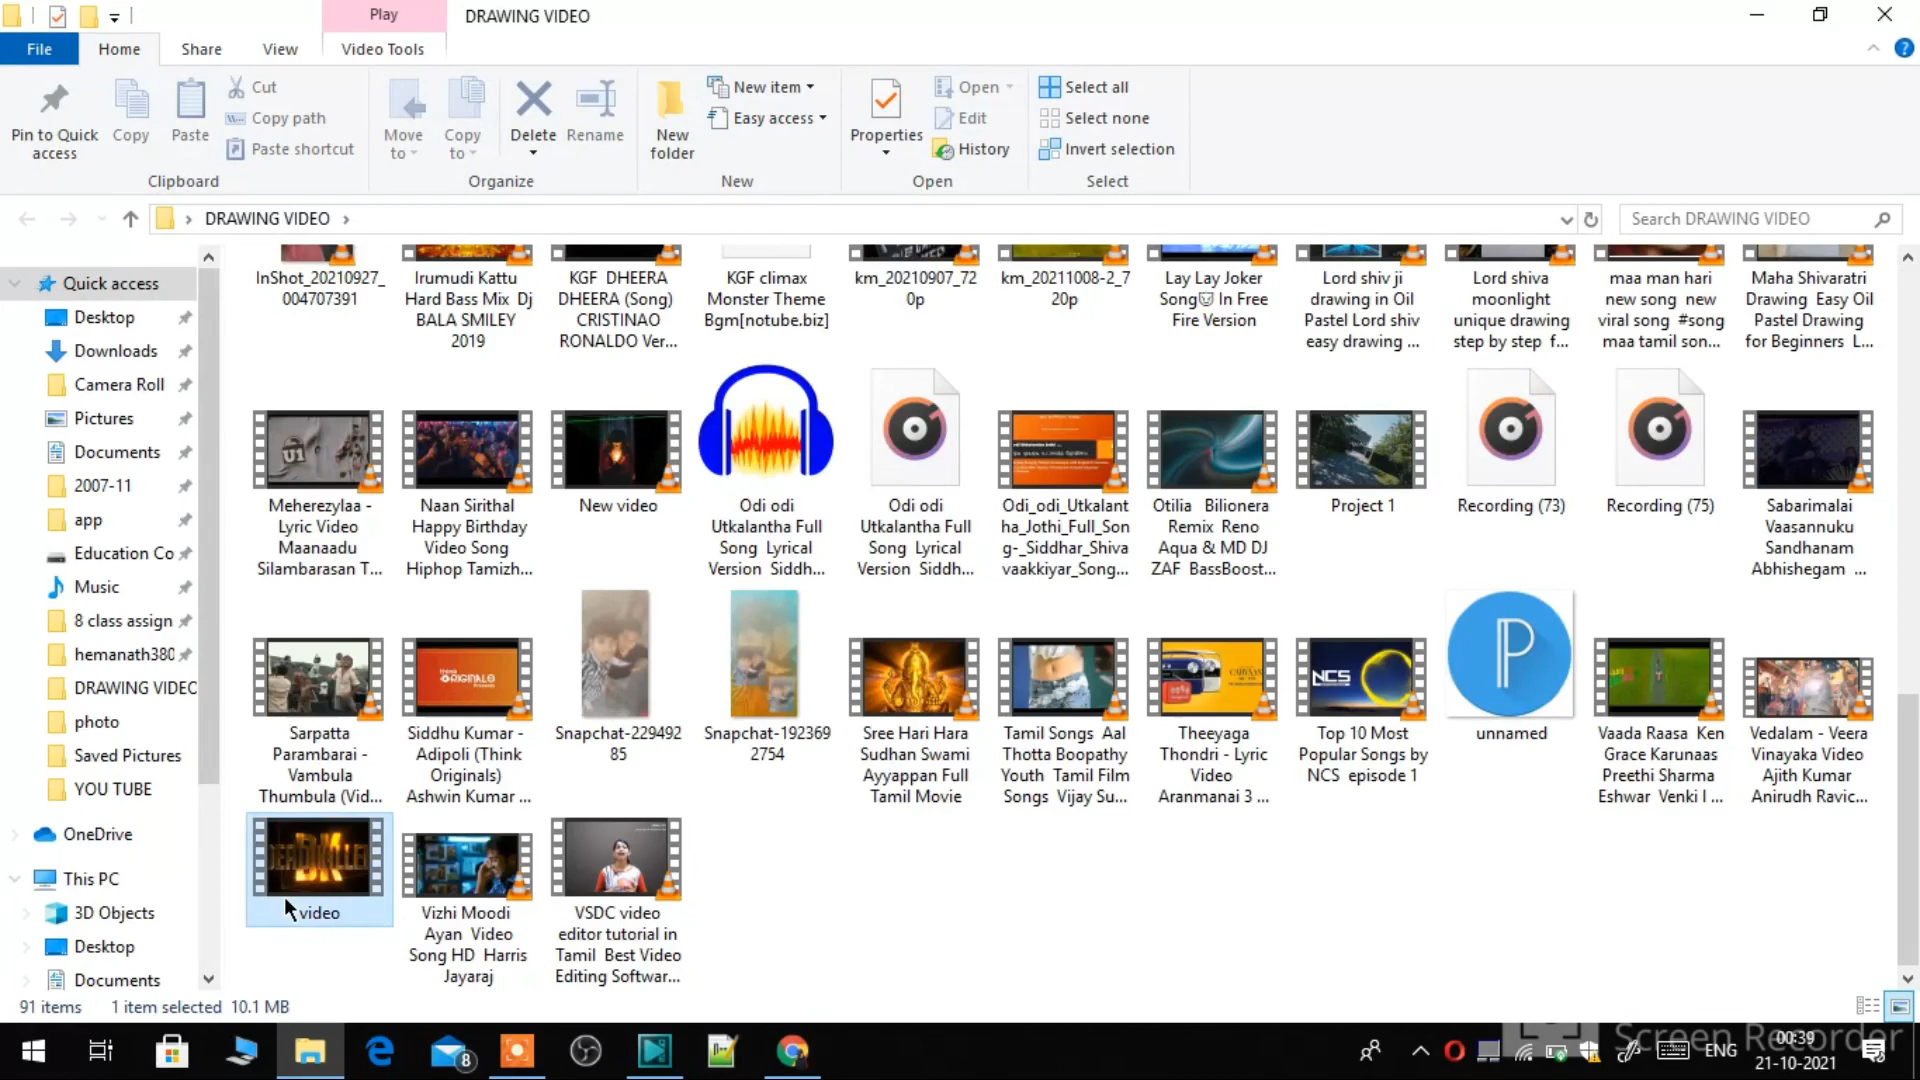 Play
DRAWING VIDEO
File
Home
Share
View
Video Tools
Pin to Quick
access
Copy
Paste
Cut
Copy path
Paste shortcut
Clipboard
Move
to
Copy
to
Delete
Rename
Organize
New
folder
New item
Easy access
New
Properties
Open
Edit
History
Open
Select all
Select none
Invert selection
Select
DRAWING VIDEO
Search DRAWING VIDEO
Quick access
Desktop
Downloads
Camera Roll
Pictures
Documents
2007-11
app
Education Co
Music
8 class assign
hemanath380
DRAWING VIDEO
photo
Saved Pictures
YOU TUBE
OneDrive
This PC
3D Objects
Desktop
Documents
InShot_20210927_
004707391
Irumudi Kattu
Hard Bass Mix Dj
BALA SMILEY
2019
KGF DHEERA
DHEERA (Song)
CRISTINAO
RONALDO Ver...
KGF climax
Monster Theme
Bgm[notube.biz]
km_20210907_72
0p
km_20211008-2_7
20p
Lay Lay Joker
Song🐱 In Free
Fire Version
Lord shiv ji
drawing in Oil
Pastel Lord shiv
easy drawing ...
Lord shiva
moonlight
unique drawing
step by step f...
maa man hari
new song new
viral song #song
maa tamil son...
Maha Shivaratri
Drawing Easy Oil
Pastel Drawing
for Beginners L...
Meherezylaa -
Lyric Video
Maanaadu
Silambarasan T...
Naan Sirithal
Happy Birthday
Video Song
Hiphop Tamizh...
New video
Odi odi
Utkalantha Full
Song Lyrical
Version Siddh...
Odi odi
Utkalantha Full
Song Lyrical
Version Siddh...
Odi_odi_Utkalant
ha_Jothi_Full_Son
g-_Siddhar_Shiva
vaakkiyar_Song...
Otilia Bilionera
Remix Reno
Aqua & MD DJ
ZAF BassBoost...
Project 1
Recording (73)
Recording (75)
Sabarimalai
Vaasannuku
Sandhanam
Abhishegam ...
Sarpatta
Parambarai -
Vambula
Thumbula (Vid...
ORIGINALS
Siddhu Kumar -
Adipoli (Think
Originals)
Ashwin Kumar ...
Snapchat-229492
85
Snapchat-192369
2754
Sree Hari Hara
Sudhan Swami
Ayyappan Full
Tamil Movie
Tamil Songs Aal
Thotta Boopathy
Youth Tamil Film
Songs Vijay Su...
Theeyaga
Thondri - Lyric
Video
Aranmanai 3 ...
NCS
Top 10 Most
Popular Songs by
NCS episode 1
unnamed
Vaada Raasa Ken
Grace Karunaas
Preethi Sharma
Eshwar Venki I ...
Vedalam - Veera
Vinayaka Video
Ajith Kumar
Anirudh Ravic...
video
Vizhi Moodi
Ayan Video
Song HD Harris
Jayaraj
VSDC video
editor tutorial in
Tamil Best Video
Editing Softwar...
91 items
1 item selected 10.1 MB
8
ENG
00:39
21-10-2021
Screen Recorder